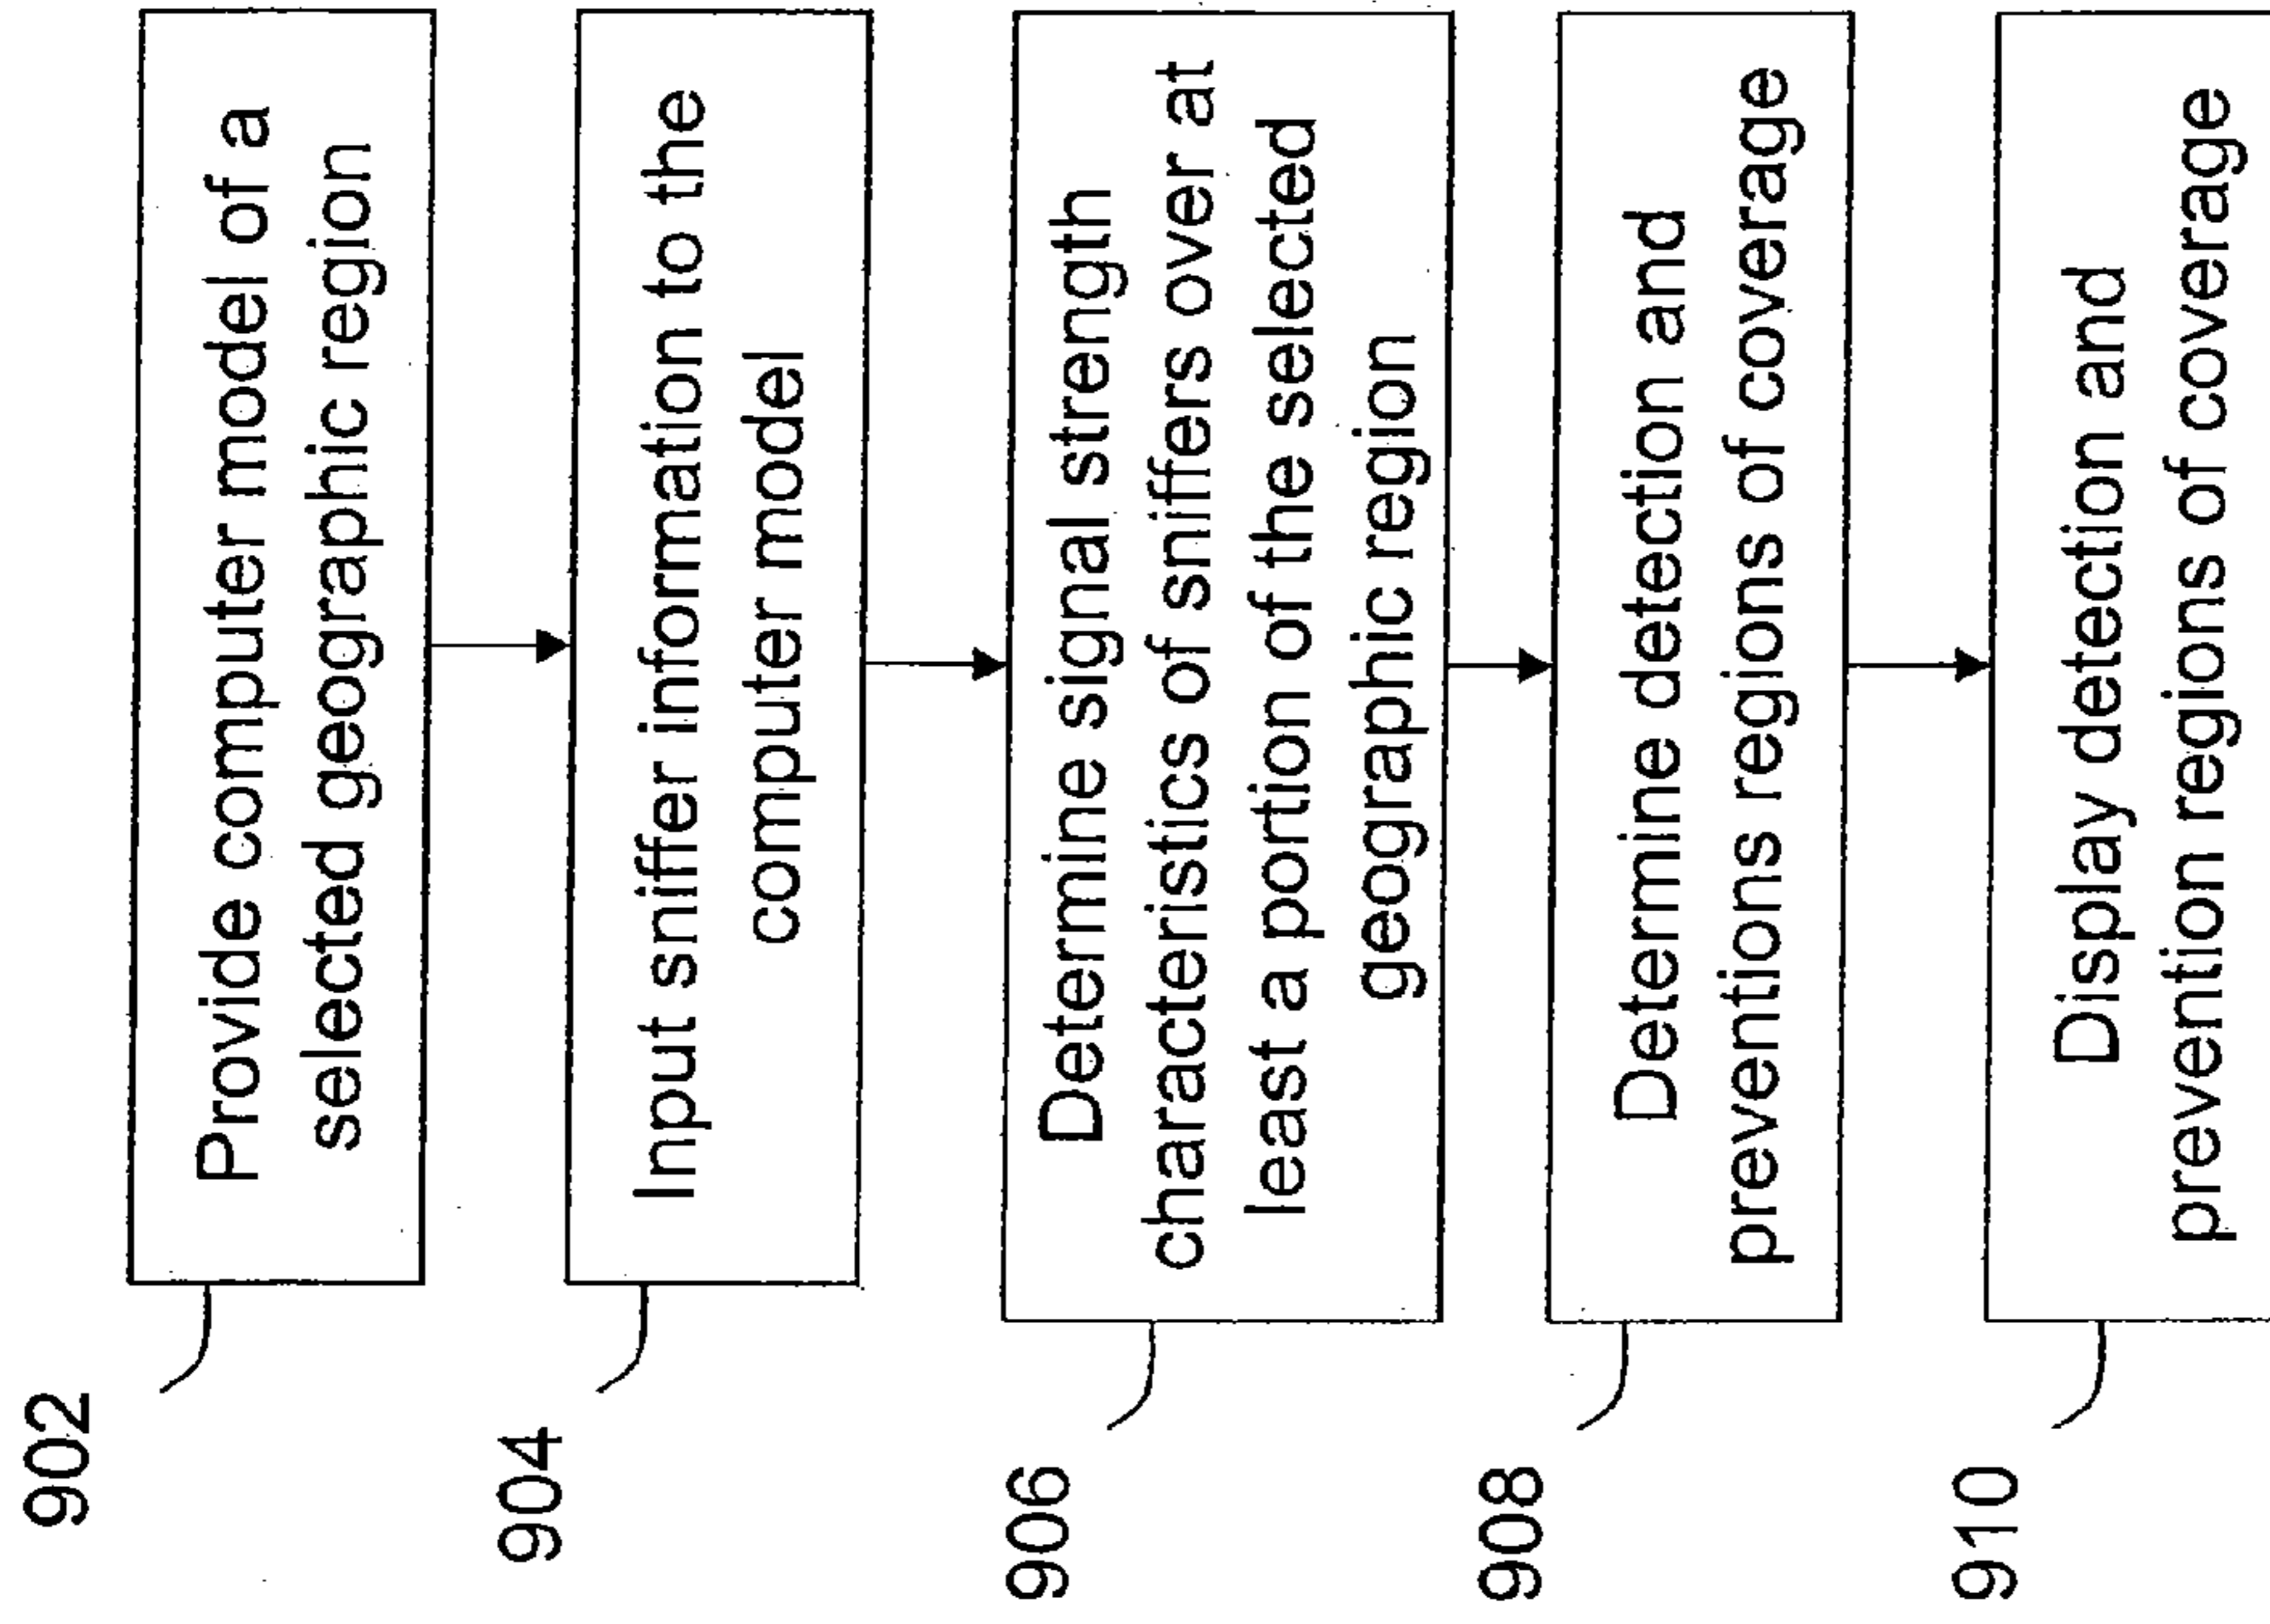 902
Provide computer model of a
selected geographic region
904
Input sniffer information to the
computer model
906
Determine signal strength
characteristics of sniffers over at
least a portion of the selected
geographic region
908
Determine detection and
preventions regions of coverage
910
Display detection and
prevention regions of coverage